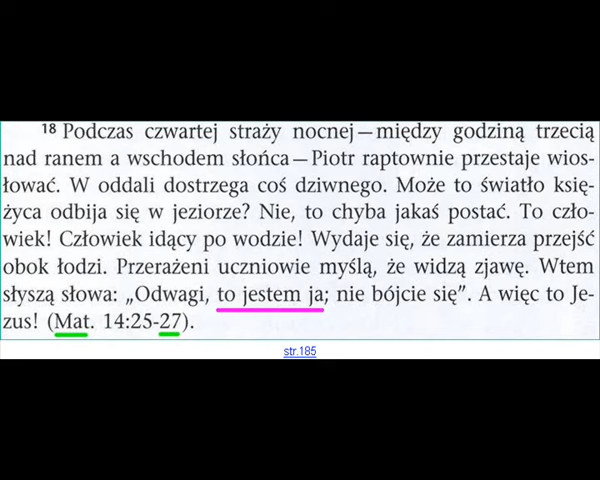 18 Podczas czwartej straży nocnej — między godziną trzecią
nad ranem a wschodem słońca — Piotr raptownie przestaje wios-
łować. W oddali dostrzega coś dziwnego. Może to światło księ-
życa odbija się w jeziorze? Nie, to chyba jakaś postać. To czło-
wiek! Człowiek idący po wodzie! Wydaje się, że zamierza przejść
obok łodzi. Przerażeni uczniowie myślą, że widzą zjawę. Wtem
słyszą słowa: „Odwagi, to jestem ja; nie bójcie się”. A więc to Je-
zus! (Mat. 14:25-27).
str.185